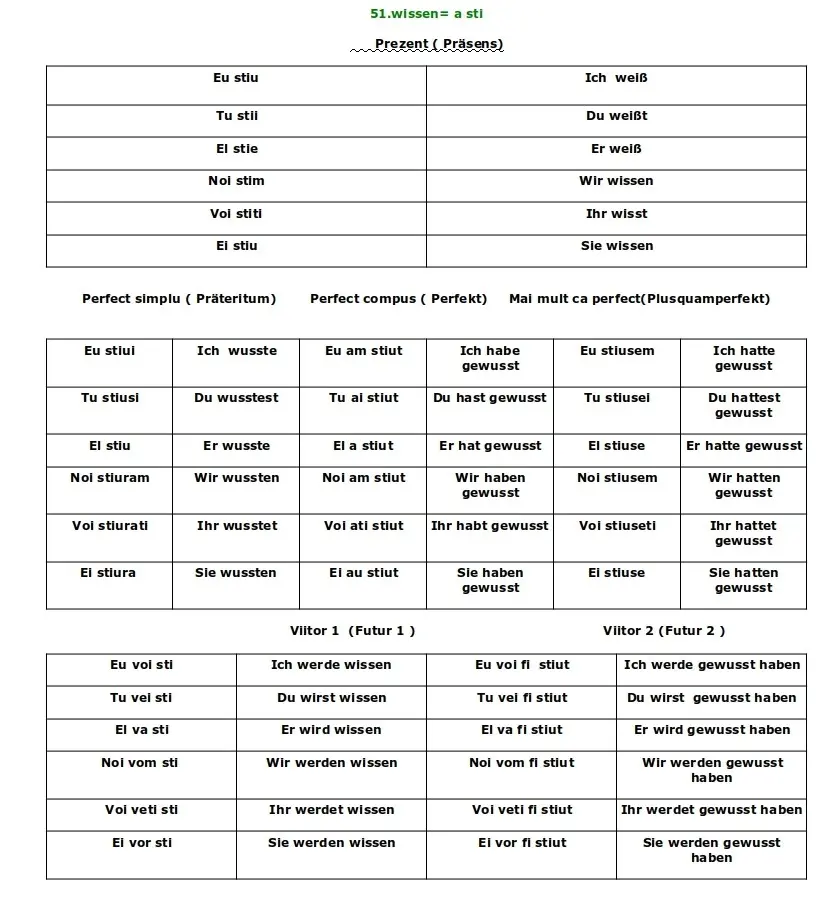 51.wissen= a sti
Prezent ( Präsens)
Eu stiu Ich weiß
Tu stii Du weißt
El stie Er weiß
Noi stim Wir wissen
Voi stiti Ihr wisst
Ei stiu Sie wissen
Perfect simplu ( Präteritum) Perfect compus ( Perfekt) Mai mult ca perfect(Plusquamperfekt)
Eu stiui Ich wusste Eu am stiut Ich habe gewusst Eu stiusem Ich hatte gewusst
Tu stiusi Du wusstest Tu ai stiut Du hast gewusst Tu stiusei Du hattest gewusst
El stiu Er wusste El a stiut Er hat gewusst El stiuse Er hatte gewusst
Noi stiuram Wir wussten Noi am stiut Wir haben gewusst Noi stiusem Wir hatten gewusst
Voi stiurati Ihr wusstet Voi ati stiut Ihr habt gewusst Voi stiuseti Ihr hattet gewusst
Ei stiura Sie wussten Ei au stiut Sie haben gewusst Ei stiuse Sie hatten gewusst
Viitor 1 (Futur 1 ) Viitor 2 (Futur 2 )
Eu voi sti Ich werde wissen Eu voi fi stiut Ich werde gewusst haben
Tu vei sti Du wirst wissen Tu vei fi stiut Du wirst gewusst haben
El va sti Er wird wissen El va fi stiut Er wird gewusst haben
Noi vom sti Wir werden wissen Noi vom fi stiut Wir werden gewusst haben
Voi veti sti Ihr werdet wissen Voi veti fi stiut Ihr werdet gewusst haben
Ei vor sti Sie werden wissen Ei vor fi stiut Sie werden gewusst haben